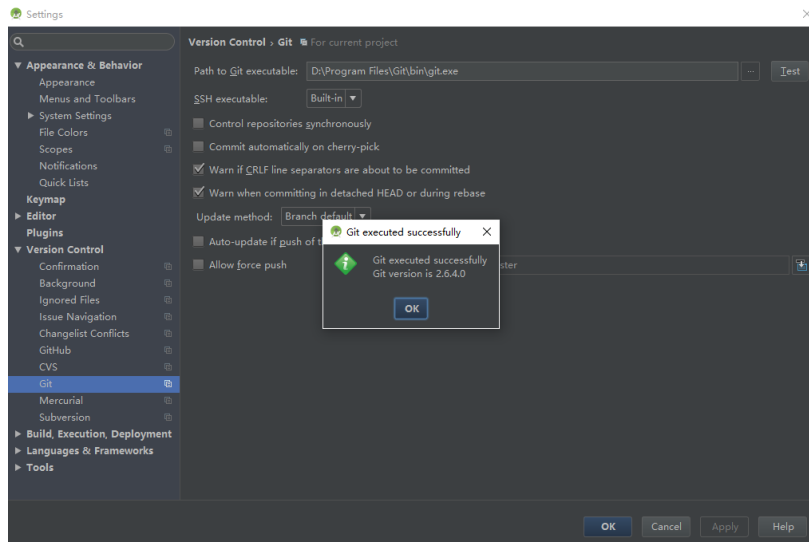 Settings
Version Control › Git For current project
Appearance & Behavior
Appearance
Menus and Toolbars
System Settings
File Colors
Scopes
Notifications
Quick Lists
Keymap
Editor
Plugins
Version Control
Confirmation
Background
Ignored Files
Issue Navigation
Changelist Conflicts
GitHub
CVS
Git
Mercurial
Subversion
Build, Execution, Deployment
Languages & Frameworks
Tools
Path to Git executable: D:\Program Files\Git\bin\git.exe ... Test
SSH executable: Built-in
Control repositories synchronously
Commit automatically on cherry-pick
Warn if CRLF line separators are about to be committed
Warn when committing in detached HEAD or during rebase
Update method: Branch default
Auto-update if push of
Allow force push
Git executed successfully
Git executed successfully
Git version is 2.6.4.0
OK
OK Cancel Apply Help